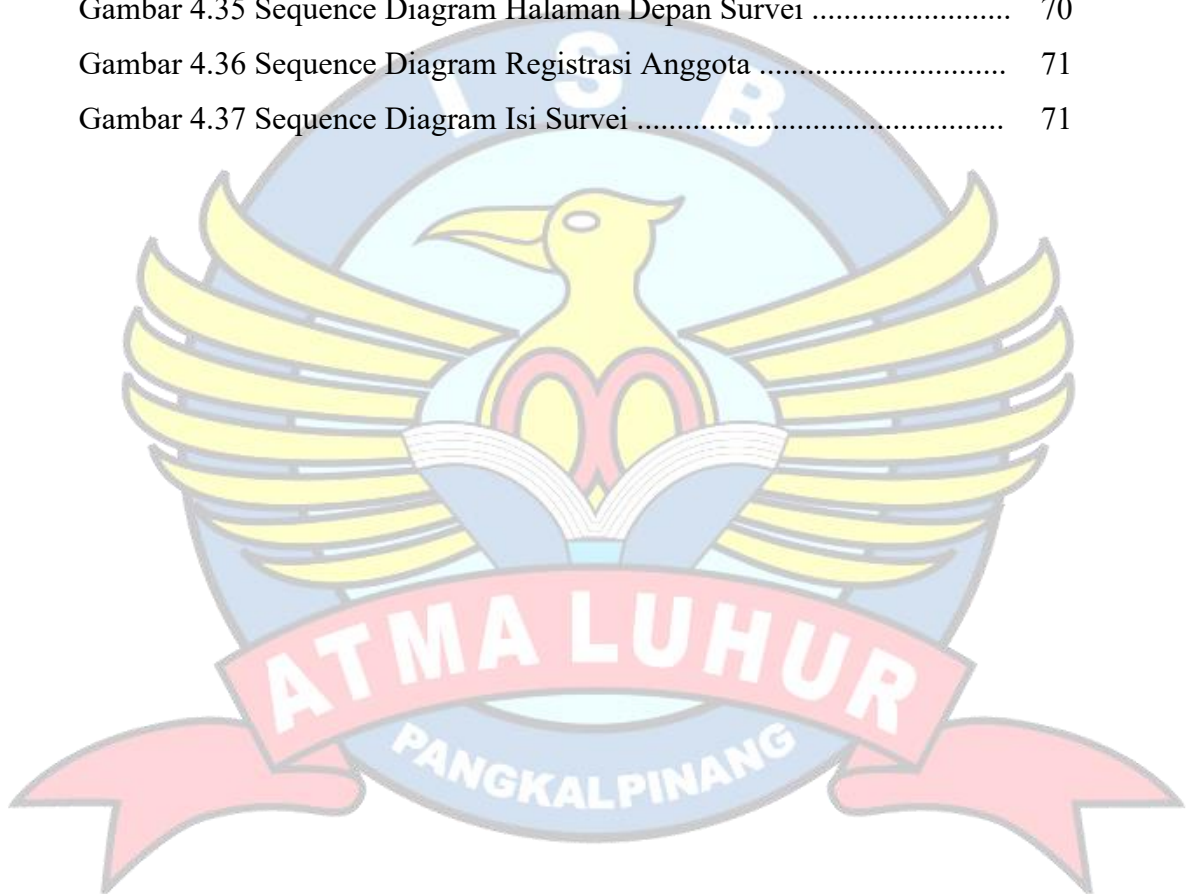 Gambar 4.35 Sequence Diagram Halaman Depan Survei ........................ 70
Gambar 4.36 Sequence Diagram Registrasi Anggota ............................. 71
Gambar 4.37 Sequence Diagram Isi Survei ........................................... 71
I S B
ATMA LUHUR
PANGKALPINANG